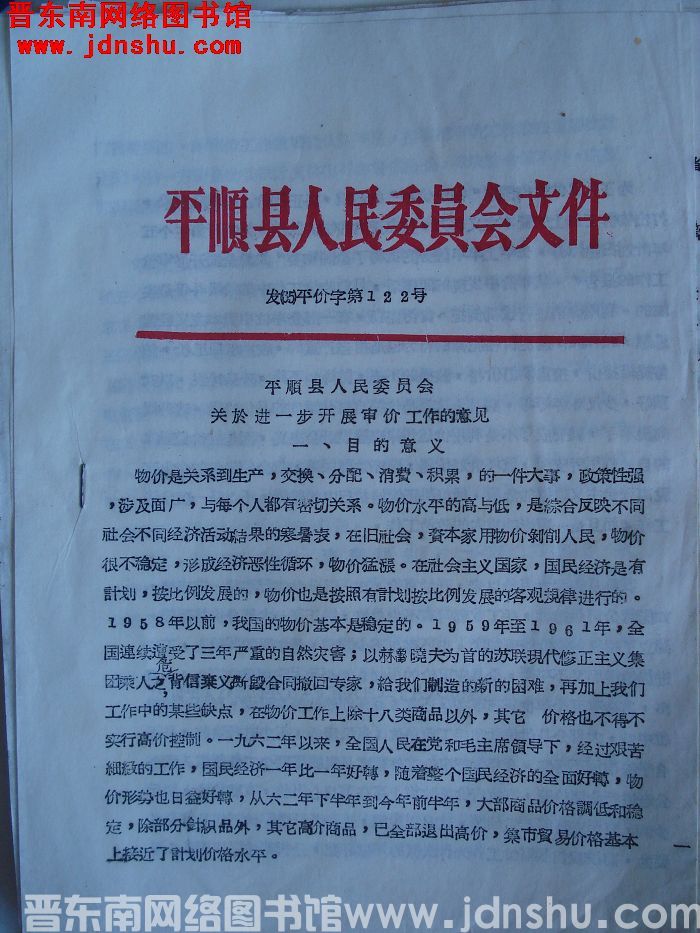 晋东南网络图书馆
www.jdnshu.com
平順县人民委員会文件
发(65)平价字第122号
平順县人民委員会
关於进一步开展审价工作的意见
一、目的意义
物价是关系到生产，交换、分配、消费、积累，的一件大事，政策性强
，涉及面广，与每个人都有密切关系。物价水平的高与低，是綜合反映不同
社会不同经济活动结果的寒暑表，在旧社会，資本家用物价剝削人民，物价
很不稳定，形成经济恶性循环，物价猛漲。在社会主义国家，国民经济是有
計划，按比例发展的，物价也是按照有計划按比例发展的客观規律进行的。
1958年以前，我国的物价基本是稳定的。1959年至1961年，全
国連续遭受了三年严重的自然灾害；以赫魯曉夫为首的苏联现代修正主义集
团乘人之危，背信棄义撕毀合同撤回专家，給我们制造的新的困难，再加上我们
工作中的某些缺点，在物价工作上除十八类商品以外，其它 价格也不得不
实行高价控制。一九六二年以来，全国人民在党和毛主席領导下，经过艰苦
細致的工作，国民经济一年比一年好轉，随着整个国民经济的全面好轉，物
价形势也日益好轉，从六二年下半年到今年前半年，大部商品价格調低和稳
定，除部分針织品外，其它高价商品，已全部退出高价，集市貿易价格基本
上接近了計划价格水平。
一
晋东南网络图书馆www.jdnshu.com